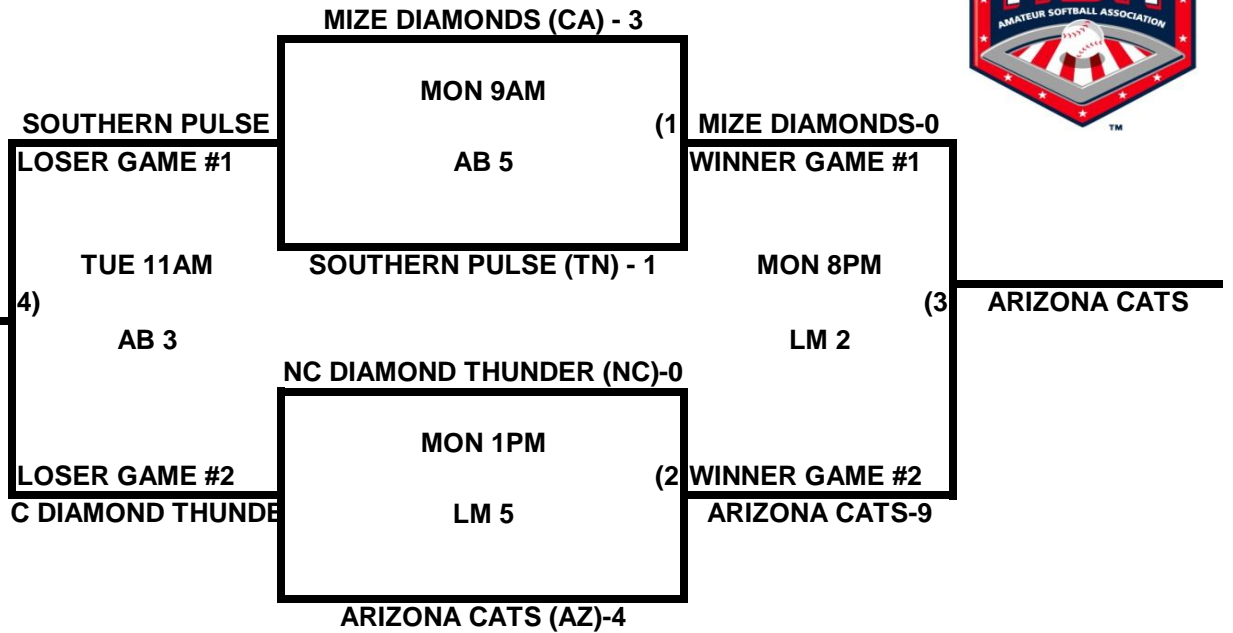 MIZE DIAMONDS (CA) - 3
AMATEUR SOFTBALL ASSOCIATION
TM
MON 9AM
SOUTHERN PULSE
(1
MIZE DIAMONDS-0
LOSER GAME #1
AB 5
WINNER GAME #1
TUE 11AM
SOUTHERN PULSE (TN) - 1
MON 8PM
4)
(3
ARIZONA CATS
AB 3
LM 2
NC DIAMOND THUNDER (NC)-0
MON 1PM
LOSER GAME #2
(2
WINNER GAME #2
C DIAMOND THUNDE
LM 5
ARIZONA CATS-9
ARIZONA CATS (AZ)-4